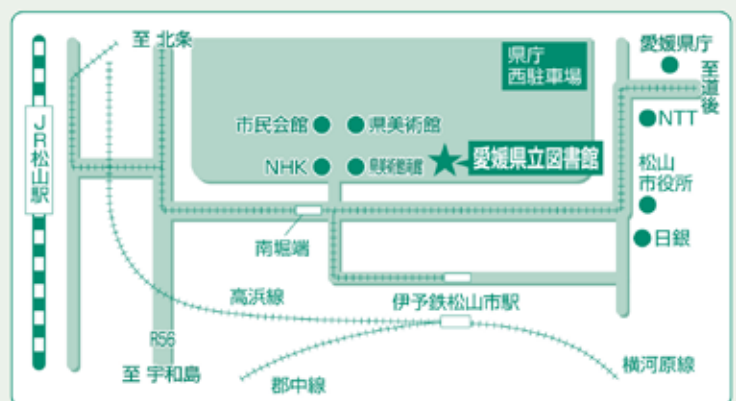 至 北条
県庁
西駐車場
愛媛県庁
至道後
市民会館
県美術館
NTT
JR松山駅
NHK
愛媛県立図書館
松山
市役所
南堀端
日銀
高浜線
伊予鉄松山市駅
R56
至 宇和島
郡中線
横河原線